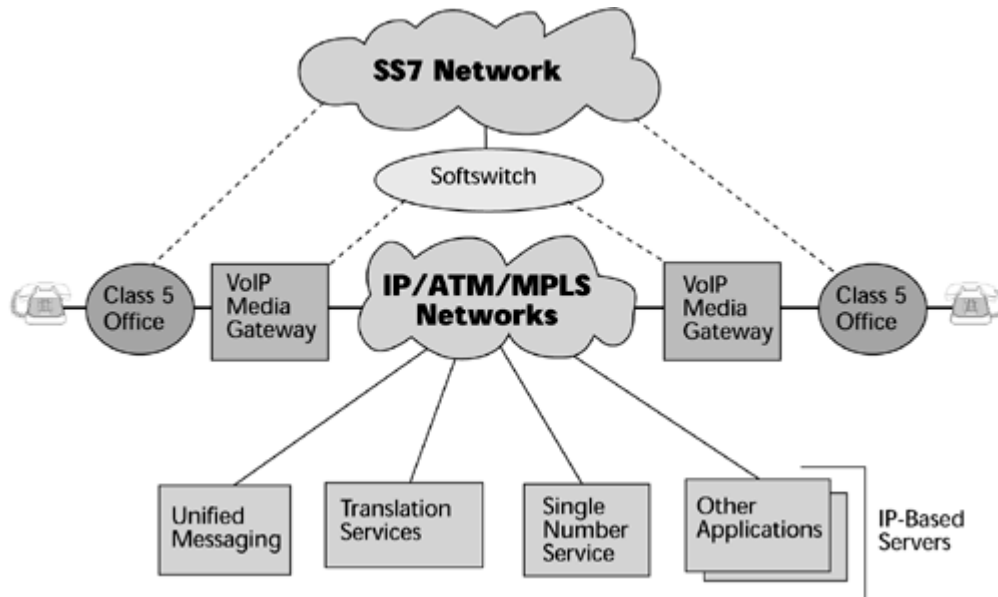 SS7 Network
Softswitch
Class 5
Office
VoIP
Media
Gateway
IP/ATM/MPLS
Networks
VoIP
Media
Gateway
Class 5
Office
Unified
Messaging
Translation
Services
Single
Number
Service
Other
Applications
IP-Based
Servers